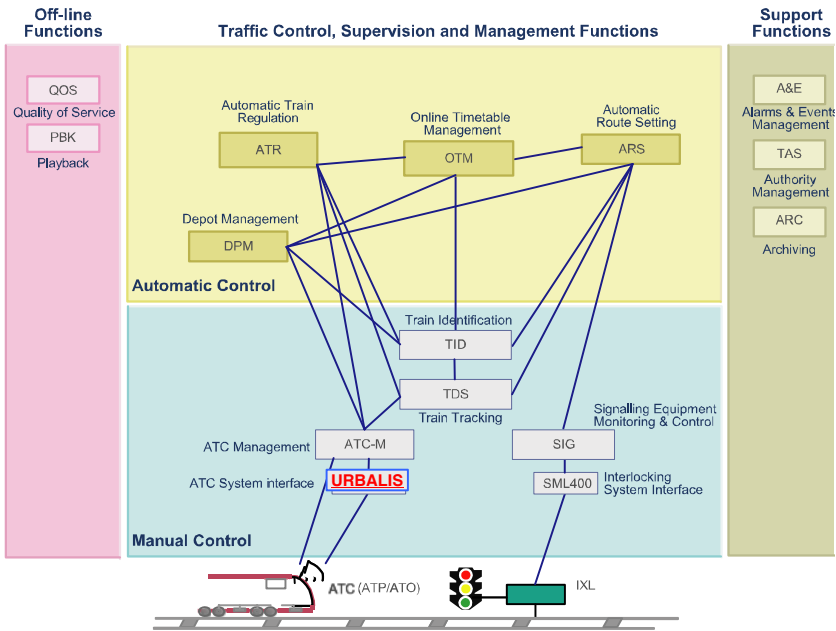 Off-line
Functions
Traffic Control, Supervision and Management Functions
Support
Functions
QOS
Quality of Service
PBK
Playback
Automatic Train
Regulation
ATR
Online Timetable
Management
OTM
Automatic
Route Setting
ARS
Depot Management
DPM
Automatic Control
A&E
Alarms & Events
Management
TAS
Authority
Management
ARC
Archiving
Train Identification
TID
TDS
Train Tracking
ATC Management
ATC-M
Signalling Equipment
Monitoring & Control
SIG
ATC System interface
URBALIS
SML400
Interlocking
System Interface
Manual Control
ATC (ATP/ATO)
IXL